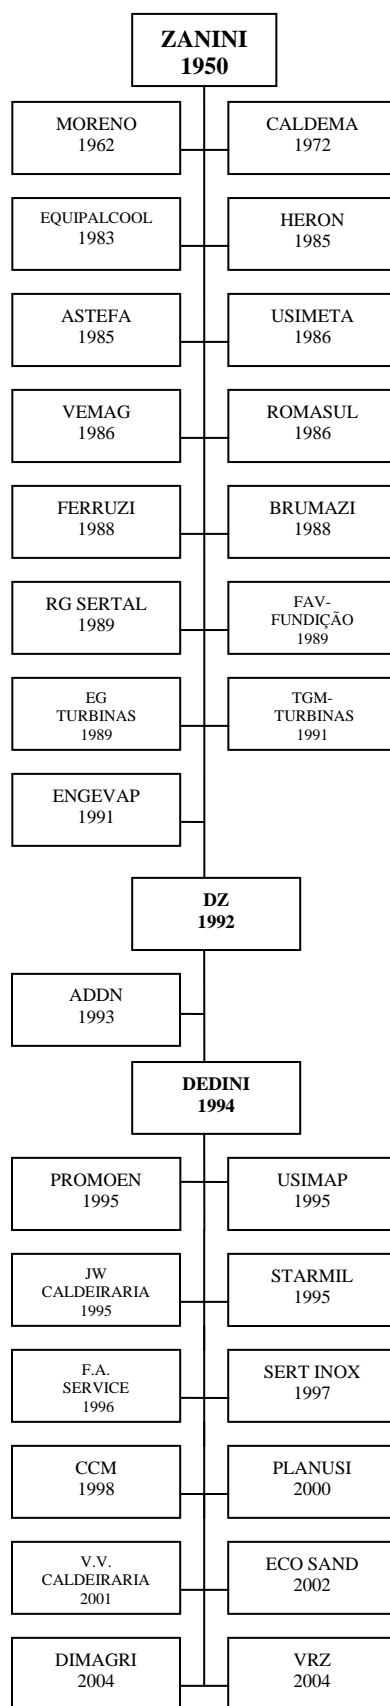 ZANINI
1950
MORENO
1962
CALDEMA
1972
EQUIPALCOOL
1983
HERON
1985
ASTEFA
1985
USIMETA
1986
VEMAG
1986
ROMASUL
1986
FERRUZI
1988
BRUMAZI
1988
RG SERTAL
1989
FAV-
FUNDIÇÃO
1989
EG
TURBINAS
1989
TGM-
TURBINAS
1991
ENGEVAP
1991
DZ
1992
ADDN
1993
DEDINI
1994
PROMOEN
1995
USIMAP
1995
JW
CALDEIRARIA
1995
STARMIL
1995
F.A.
SERVICE
1996
SERT INOX
1997
CCM
1998
PLANUSI
2000
V.V.
CALDEIRARIA
2001
ECO SAND
2002
DIMAGRI
2004
VRZ
2004